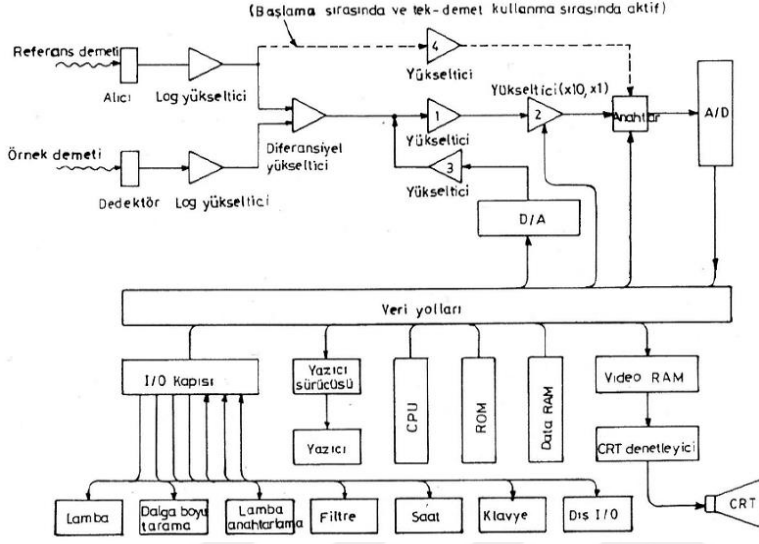 (Başlama sırasında ve tek-demet kullanma sırasında aktif)
Referans demeti
4
Alıcı
Log yükseltici
Yükseltici
Yükseltici(x10,x1)
A/D
1
2
Anahtar
Örnek demeti
Diferansiyel
yükseltici
Yükseltici
3
Dedektör
Log yükseltici
Yükseltici
D/A
Veri yolları
I/O Kapısı
Yazıcı
sürücüsü
CPU
ROM
Data RAM
Video RAM
Yazıcı
CRT denetleyici
Lamba
Dalga boyu
tarama
Lamba
anahtarlama
Filtre
Saat
Klavye
Dış I/O
CRT